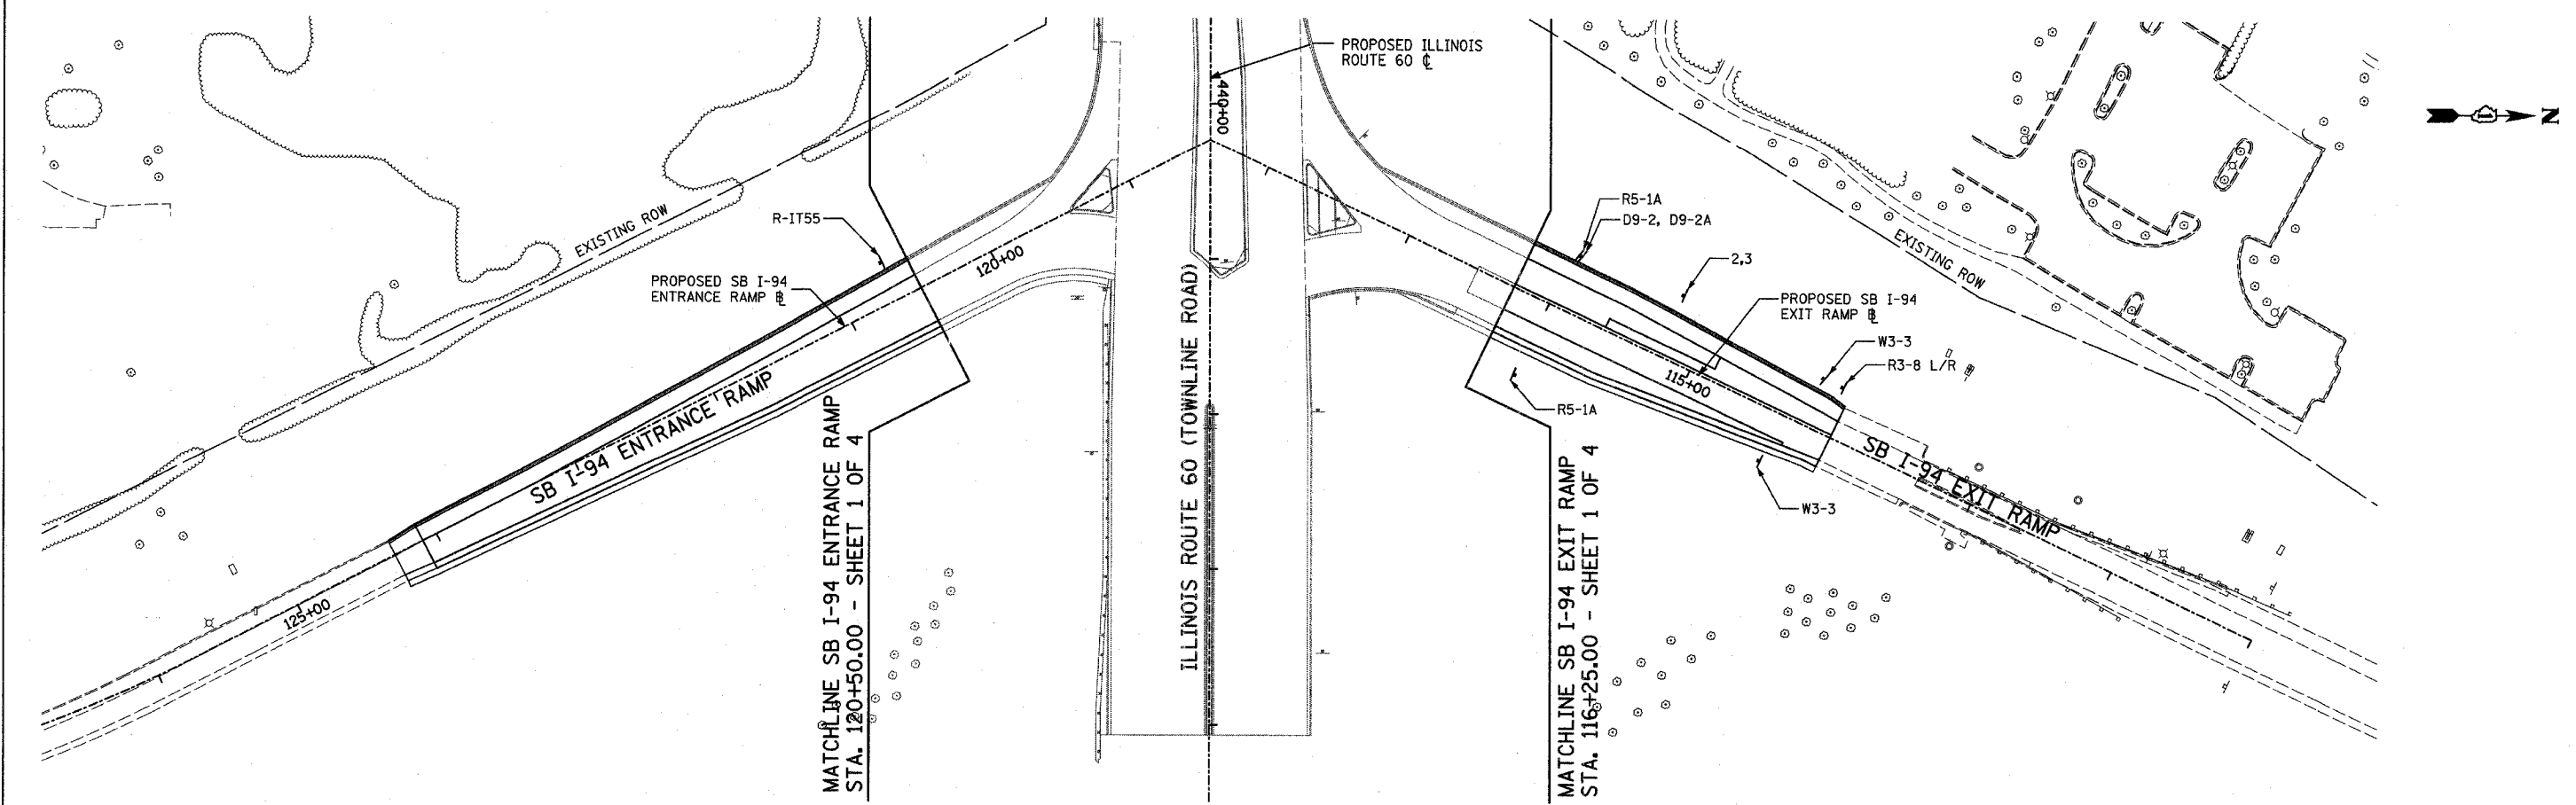 PROPOSED ILLINOIS
ROUTE 60 ℄
440+00
N
R-IT55
EXISTING ROW
PROPOSED SB I-94
ENTRANCE RAMP ⅊
120+00
SB I-94 ENTRANCE RAMP
125+00
MATCHLINE SB I-94 ENTRANCE RAMP
STA. 120+50.00 - SHEET 1 OF 4
ILLINOIS ROUTE 60 (TOWNLINE ROAD)
R5-1A
D9-2, D9-2A
2,3
EXISTING ROW
PROPOSED SB I-94
EXIT RAMP ⅊
W3-3
R3-8 L/R
115+00
R5-1A
W3-3
SB I-94 EXIT RAMP
MATCHLINE SB I-94 EXIT RAMP
STA. 116+25.00 - SHEET 1 OF 4